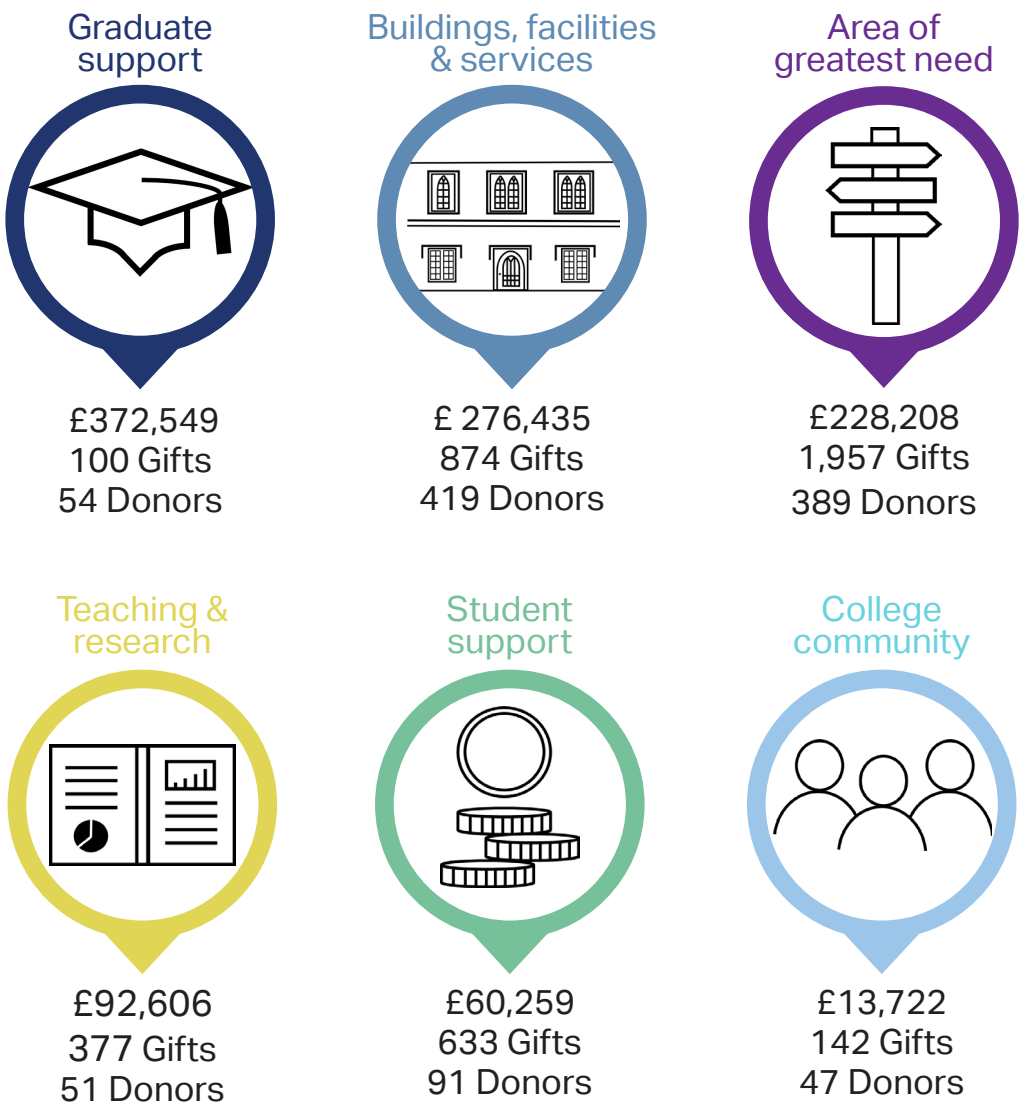 Graduate
support
£372,549
100 Gifts
54 Donors
Buildings, facilities
& services
£ 276,435
874 Gifts
419 Donors
Area of
greatest need
£228,208
1,957 Gifts
389 Donors
Teaching &
research
£92,606
377 Gifts
51 Donors
Student
support
£60,259
633 Gifts
91 Donors
College
community
£13,722
142 Gifts
47 Donors